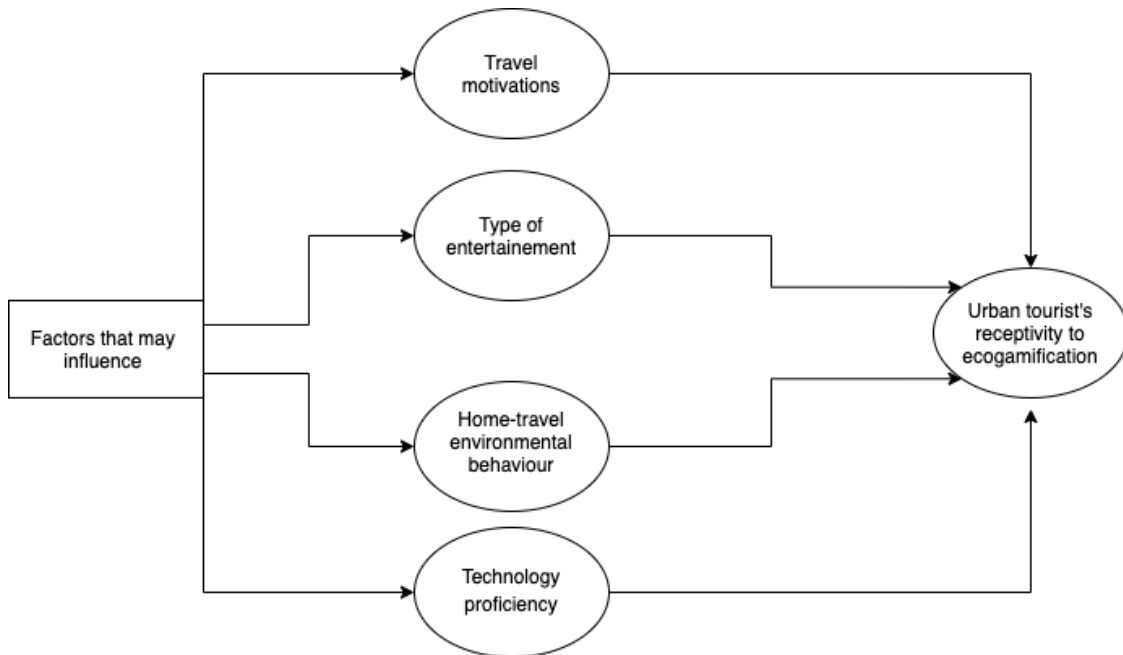 Travel
motivations
Type of
entertainement
Factors that may
influence
Urban tourist's
receptivity to
ecogamification
Home-travel
environmental
behaviour
Technology
proficiency